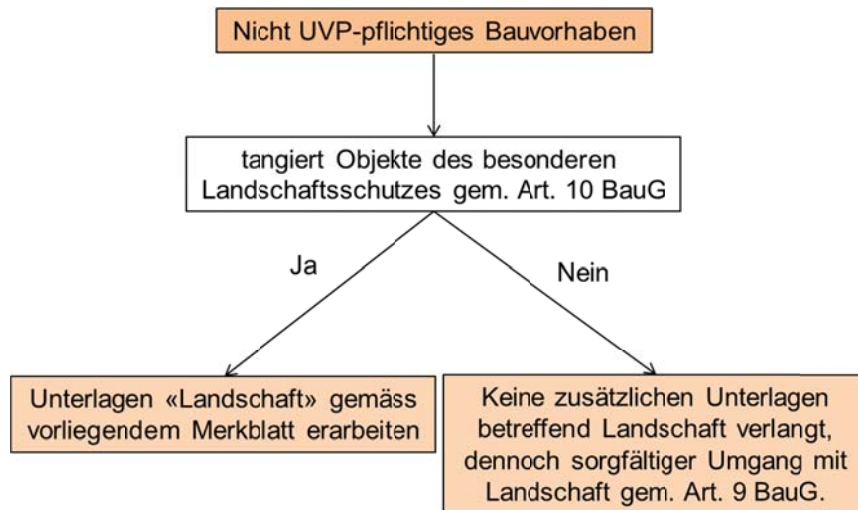 Nicht UVP-pflichtiges Bauvorhaben
tangiert Objekte des besonderen
Landschaftsschutzes gem. Art. 10 BauG
Ja
Nein
Unterlagen «Landschaft» gemäss
vorliegendem Merkblatt erarbeiten
Keine zusätzlichen Unterlagen
betreffend Landschaft verlangt,
dennoch sorgfältiger Umgang mit
Landschaft gem. Art. 9 BauG.